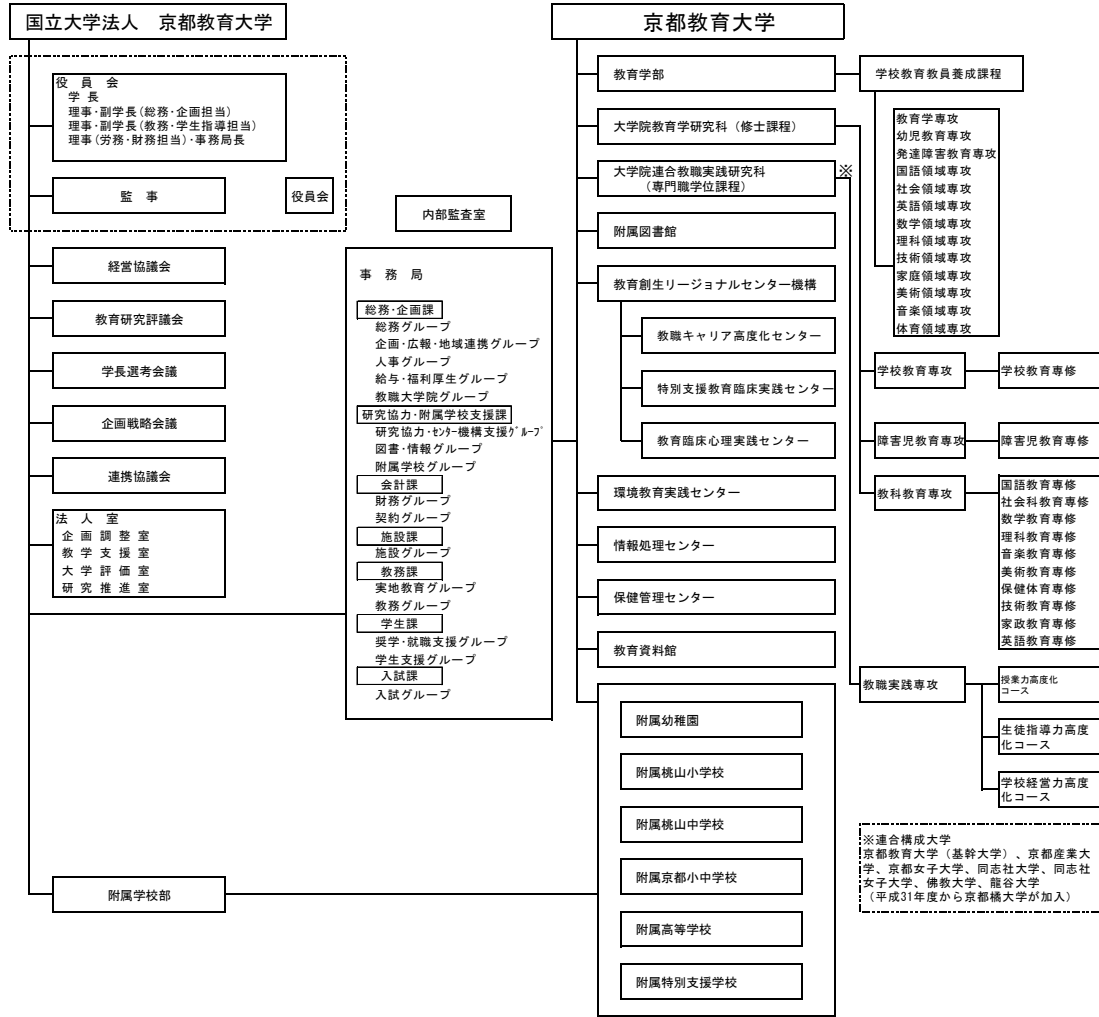 国立大学法人　京都教育大学
役　員　会
学 長
理事・副学長(総務・企画担当)
理事・副学長(教務・学生指導担当)
理事(労務・財務担当)・事務局長
監　事
役員会
経営協議会
教育研究評議会
学長選考会議
企画戦略会議
連携協議会
法　人　室
企 画 調 整 室
教 学 支 援 室
大 学 評 価 室
研 究 推 進 室
附属学校部
内部監査室
事　務　局
総務・企画課
総務グループ
企画・広報・地域連携グループ
人事グループ
給与・福利厚生グループ
教職大学院グループ
研究協力・附属学校支援課
研究協力・ｾﾝﾀｰ機構支援ｸﾞﾙｰﾌﾟ
図書・情報グループ
附属学校グループ
会計課
財務グループ
契約グループ
施設課
施設グループ
教務課
実地教育グループ
教務グループ
学生課
奨学・就職支援グループ
学生支援グループ
入試課
入試グループ
京都教育大学
教育学部
大学院教育学研究科（修士課程）
大学院連合教職実践研究科
（専門職学位課程）
※
附属図書館
教育創生リージョナルセンター機構
教職キャリア高度化センター
特別支援教育臨床実践センター
教育臨床心理実践センター
環境教育実践センター
情報処理センター
保健管理センター
教育資料館
附属幼稚園
附属桃山小学校
附属桃山中学校
附属京都小中学校
附属高等学校
附属特別支援学校
学校教育教員養成課程
教育学専攻
幼児教育専攻
発達障害教育専攻
国語領域専攻
社会領域専攻
英語領域専攻
数学領域専攻
理科領域専攻
技術領域専攻
家庭領域専攻
美術領域専攻
音楽領域専攻
体育領域専攻
学校教育専攻
学校教育専修
障害児教育専攻
障害児教育専修
教科教育専攻
国語教育専修
社会科教育専修
数学教育専修
理科教育専修
音楽教育専修
美術教育専修
保健体育専修
技術教育専修
家政教育専修
英語教育専修
教職実践専攻
授業力高度化
コース
生徒指導力高度
化コース
学校経営力高度
化コース
※連合構成大学
京都教育大学（基幹大学）、京都産業大
学、京都女子大学、同志社大学、同志社
女子大学、佛教大学、龍谷大学
（平成31年度から京都橘大学が加入）